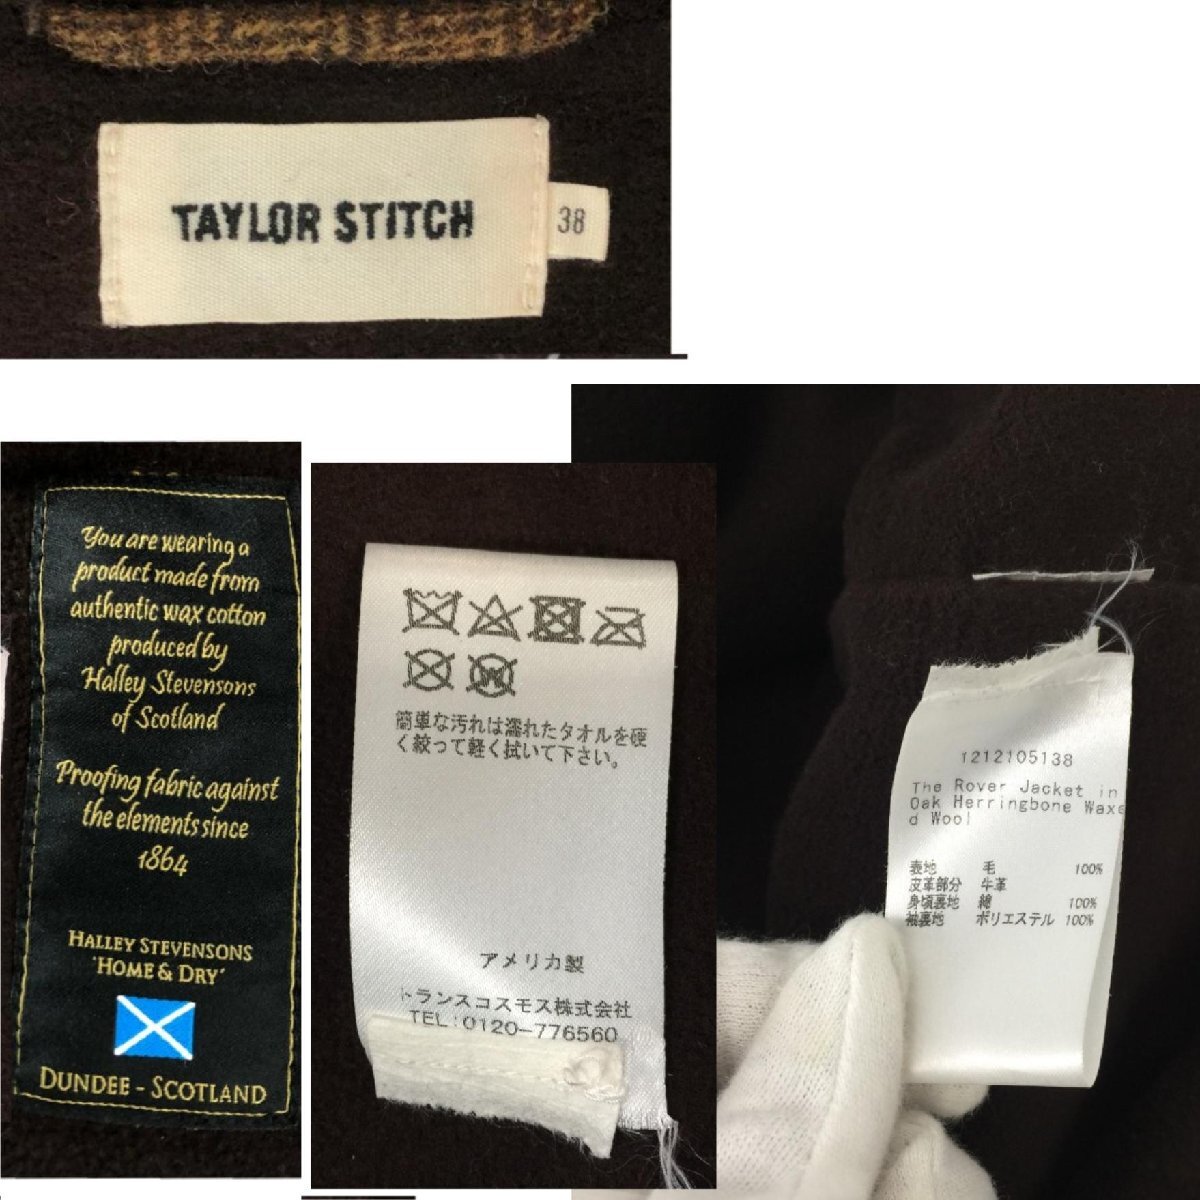 TAYLOR STITCH
38
You are wearing a
product made from
authentic wax cotton
produced by
Halley Stevensons
of Scotland
Proofing fabric against
the elements since
1864
HALLEY STEVENSONS
'HOME & DRY'
DUNDEE - SCOTLAND
簡単な汚れは濡れたタオルを硬
く絞って軽く拭いて下さい。
アメリカ製
トランスコスモス株式会社
TEL:0120-776560
1212105138
The Rover Jacket in
Oak Herringbone Waxe
d Wool
表地 毛 100%
皮革部分 牛革
身頃裏地 綿 100%
袖裏地 ポリエステル 100%